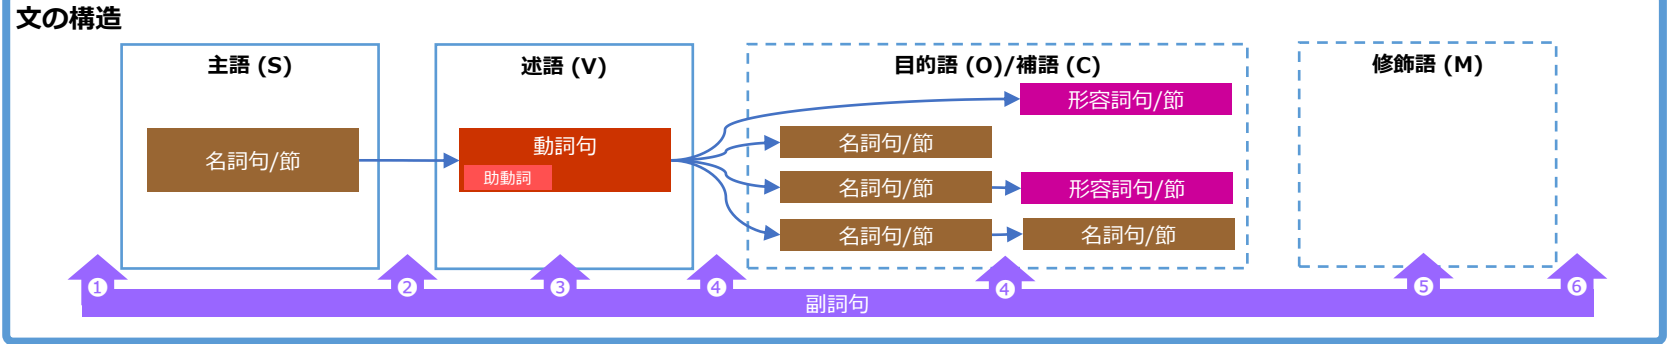 文の構造
主語 (S)
述語 (V)
目的語 (O)/補語 (C)
修飾語 (M)
名詞句/節
動詞句
助動詞
形容詞句/節
名詞句/節
名詞句/節
形容詞句/節
名詞句/節
名詞句/節
❶
❷
❸
❹
❹
❺
❻
副詞句